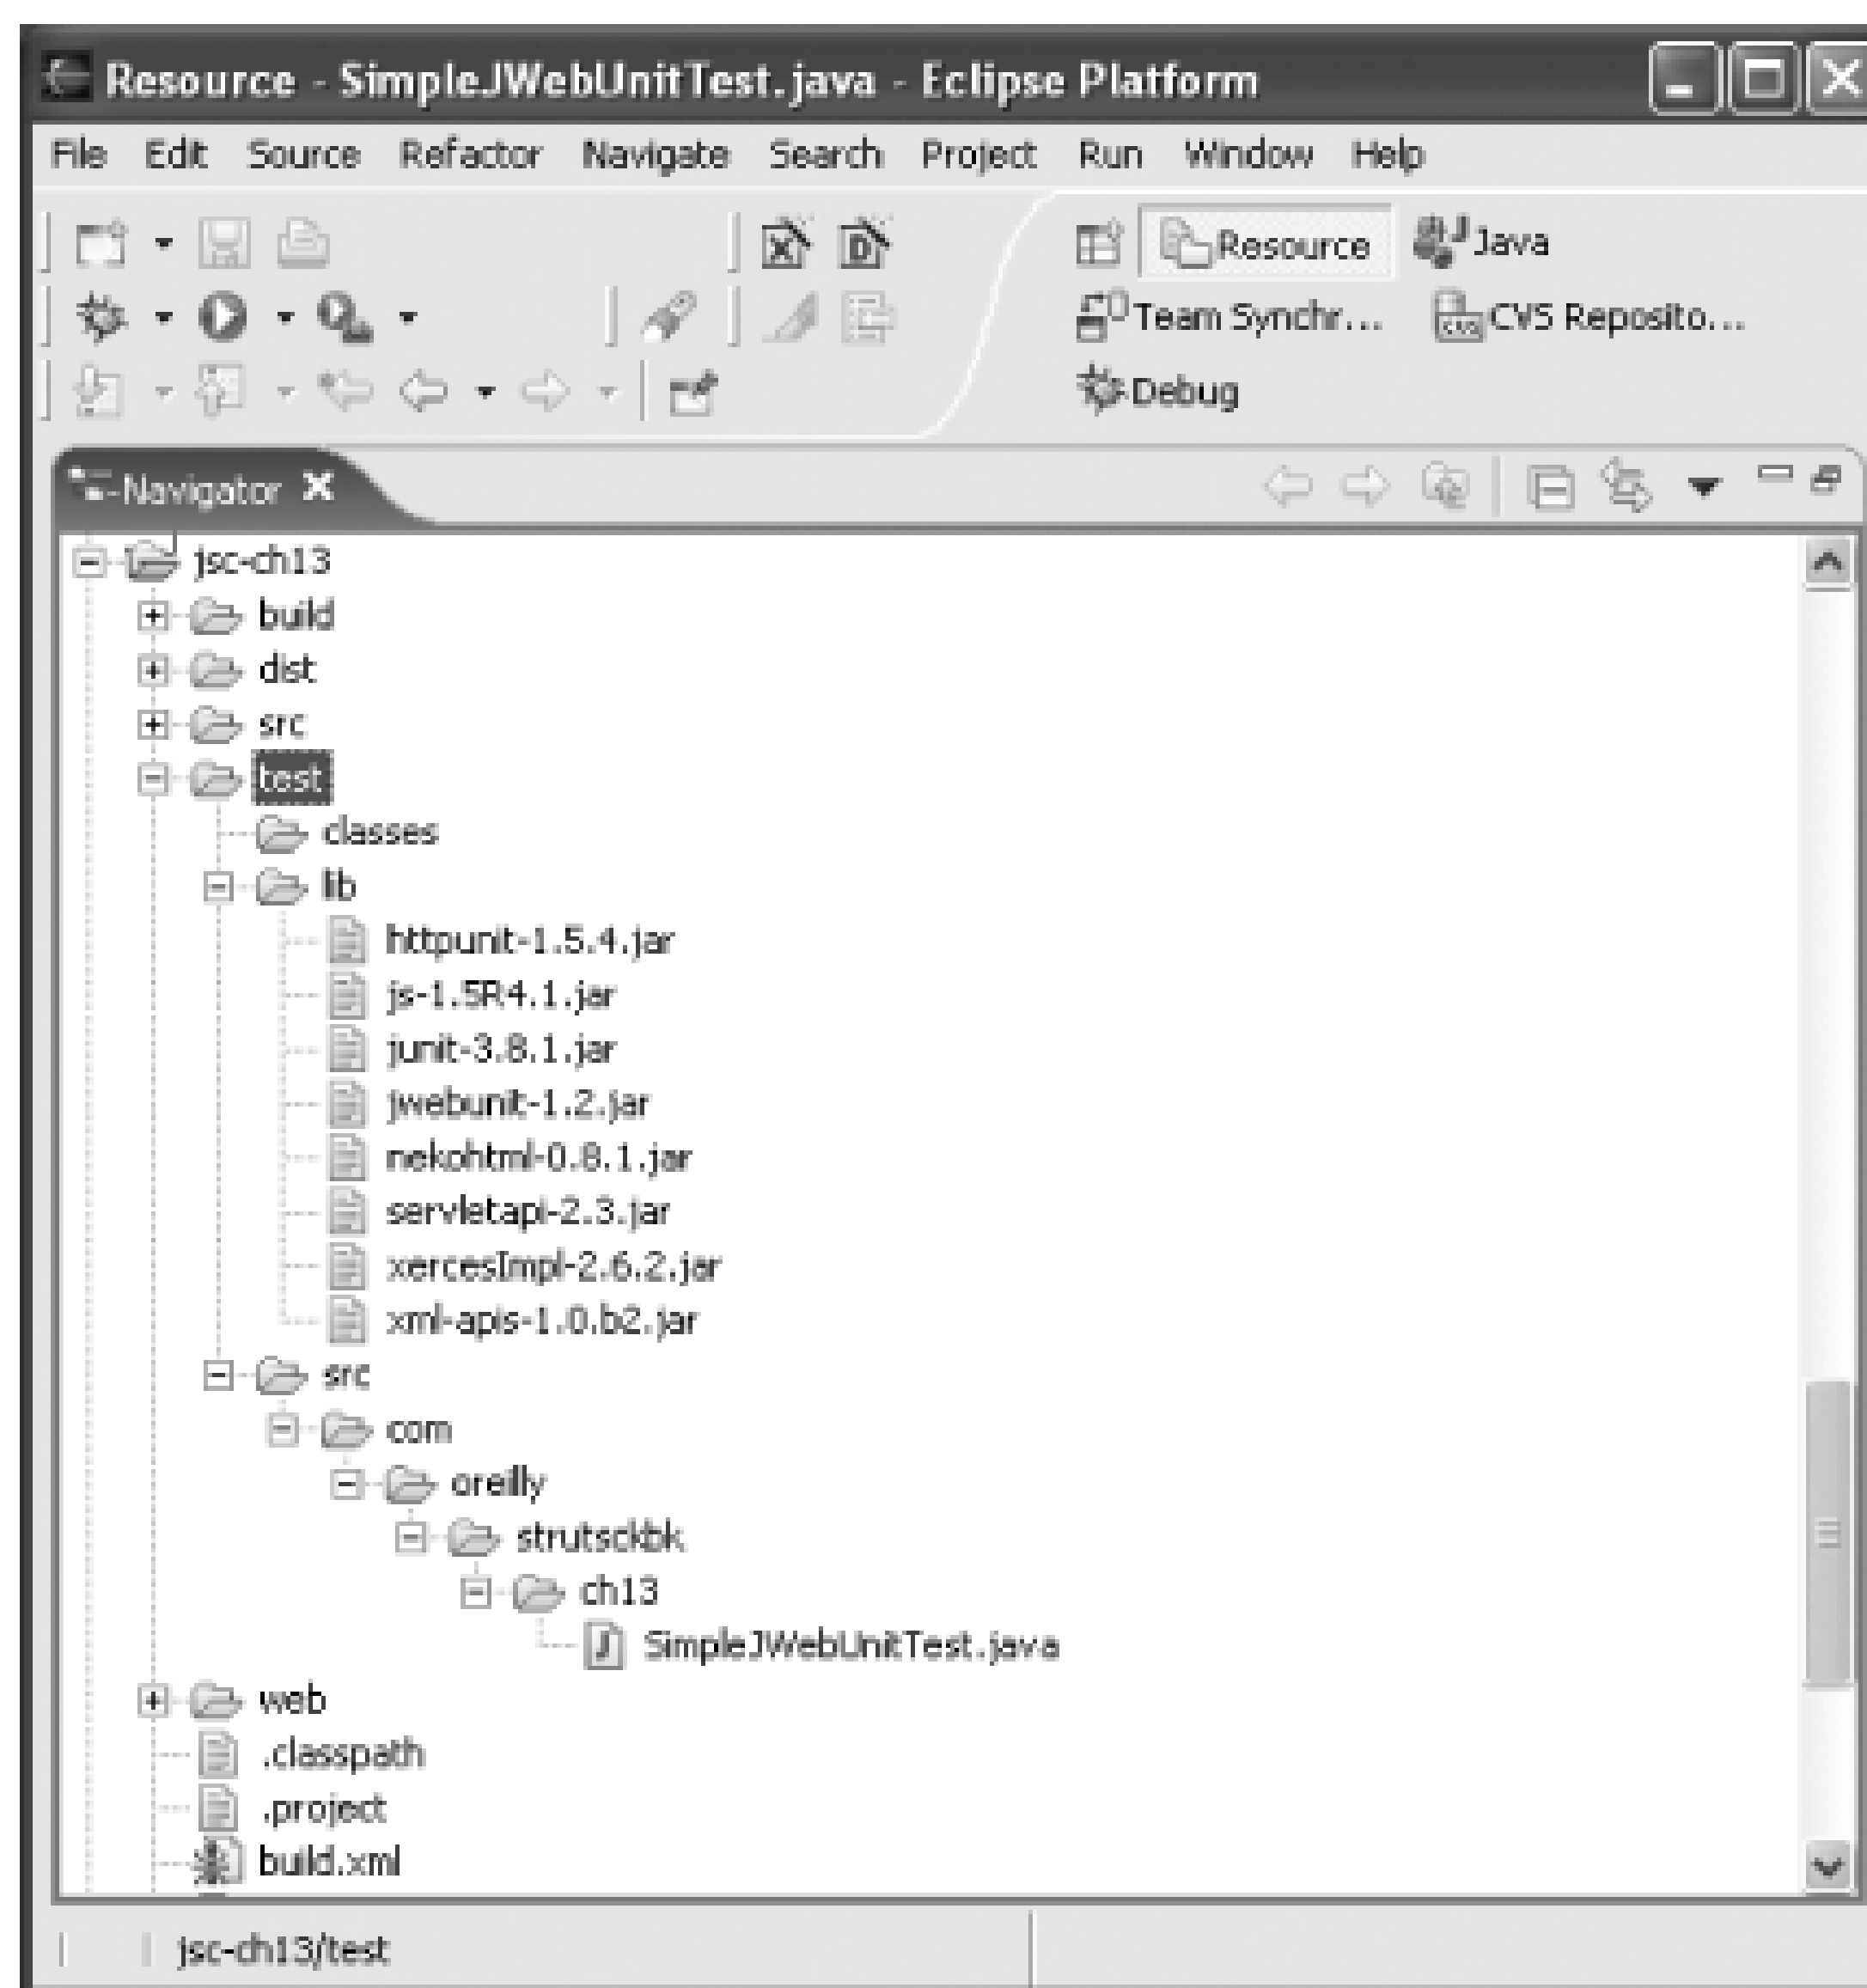 Resource - SimpleJWebUnitTest.java - Eclipse Platform
File Edit Source Refactor Navigate Search Project Run Window Help
Resource Java
Team Synchr... CVS Reposito...
Debug
Navigator
jsc-ch13
build
dist
src
test
classes
lib
httpunit-1.5.4.jar
js-1.5R4.1.jar
junit-3.8.1.jar
jwebunit-1.2.jar
nekohtml-0.8.1.jar
servletapi-2.3.jar
xercesImpl-2.6.2.jar
xml-apis-1.0.b2.jar
src
com
oreilly
strutsckbk
ch13
SimpleJWebUnitTest.java
web
.classpath
.project
build.xml
jsc-ch13/test